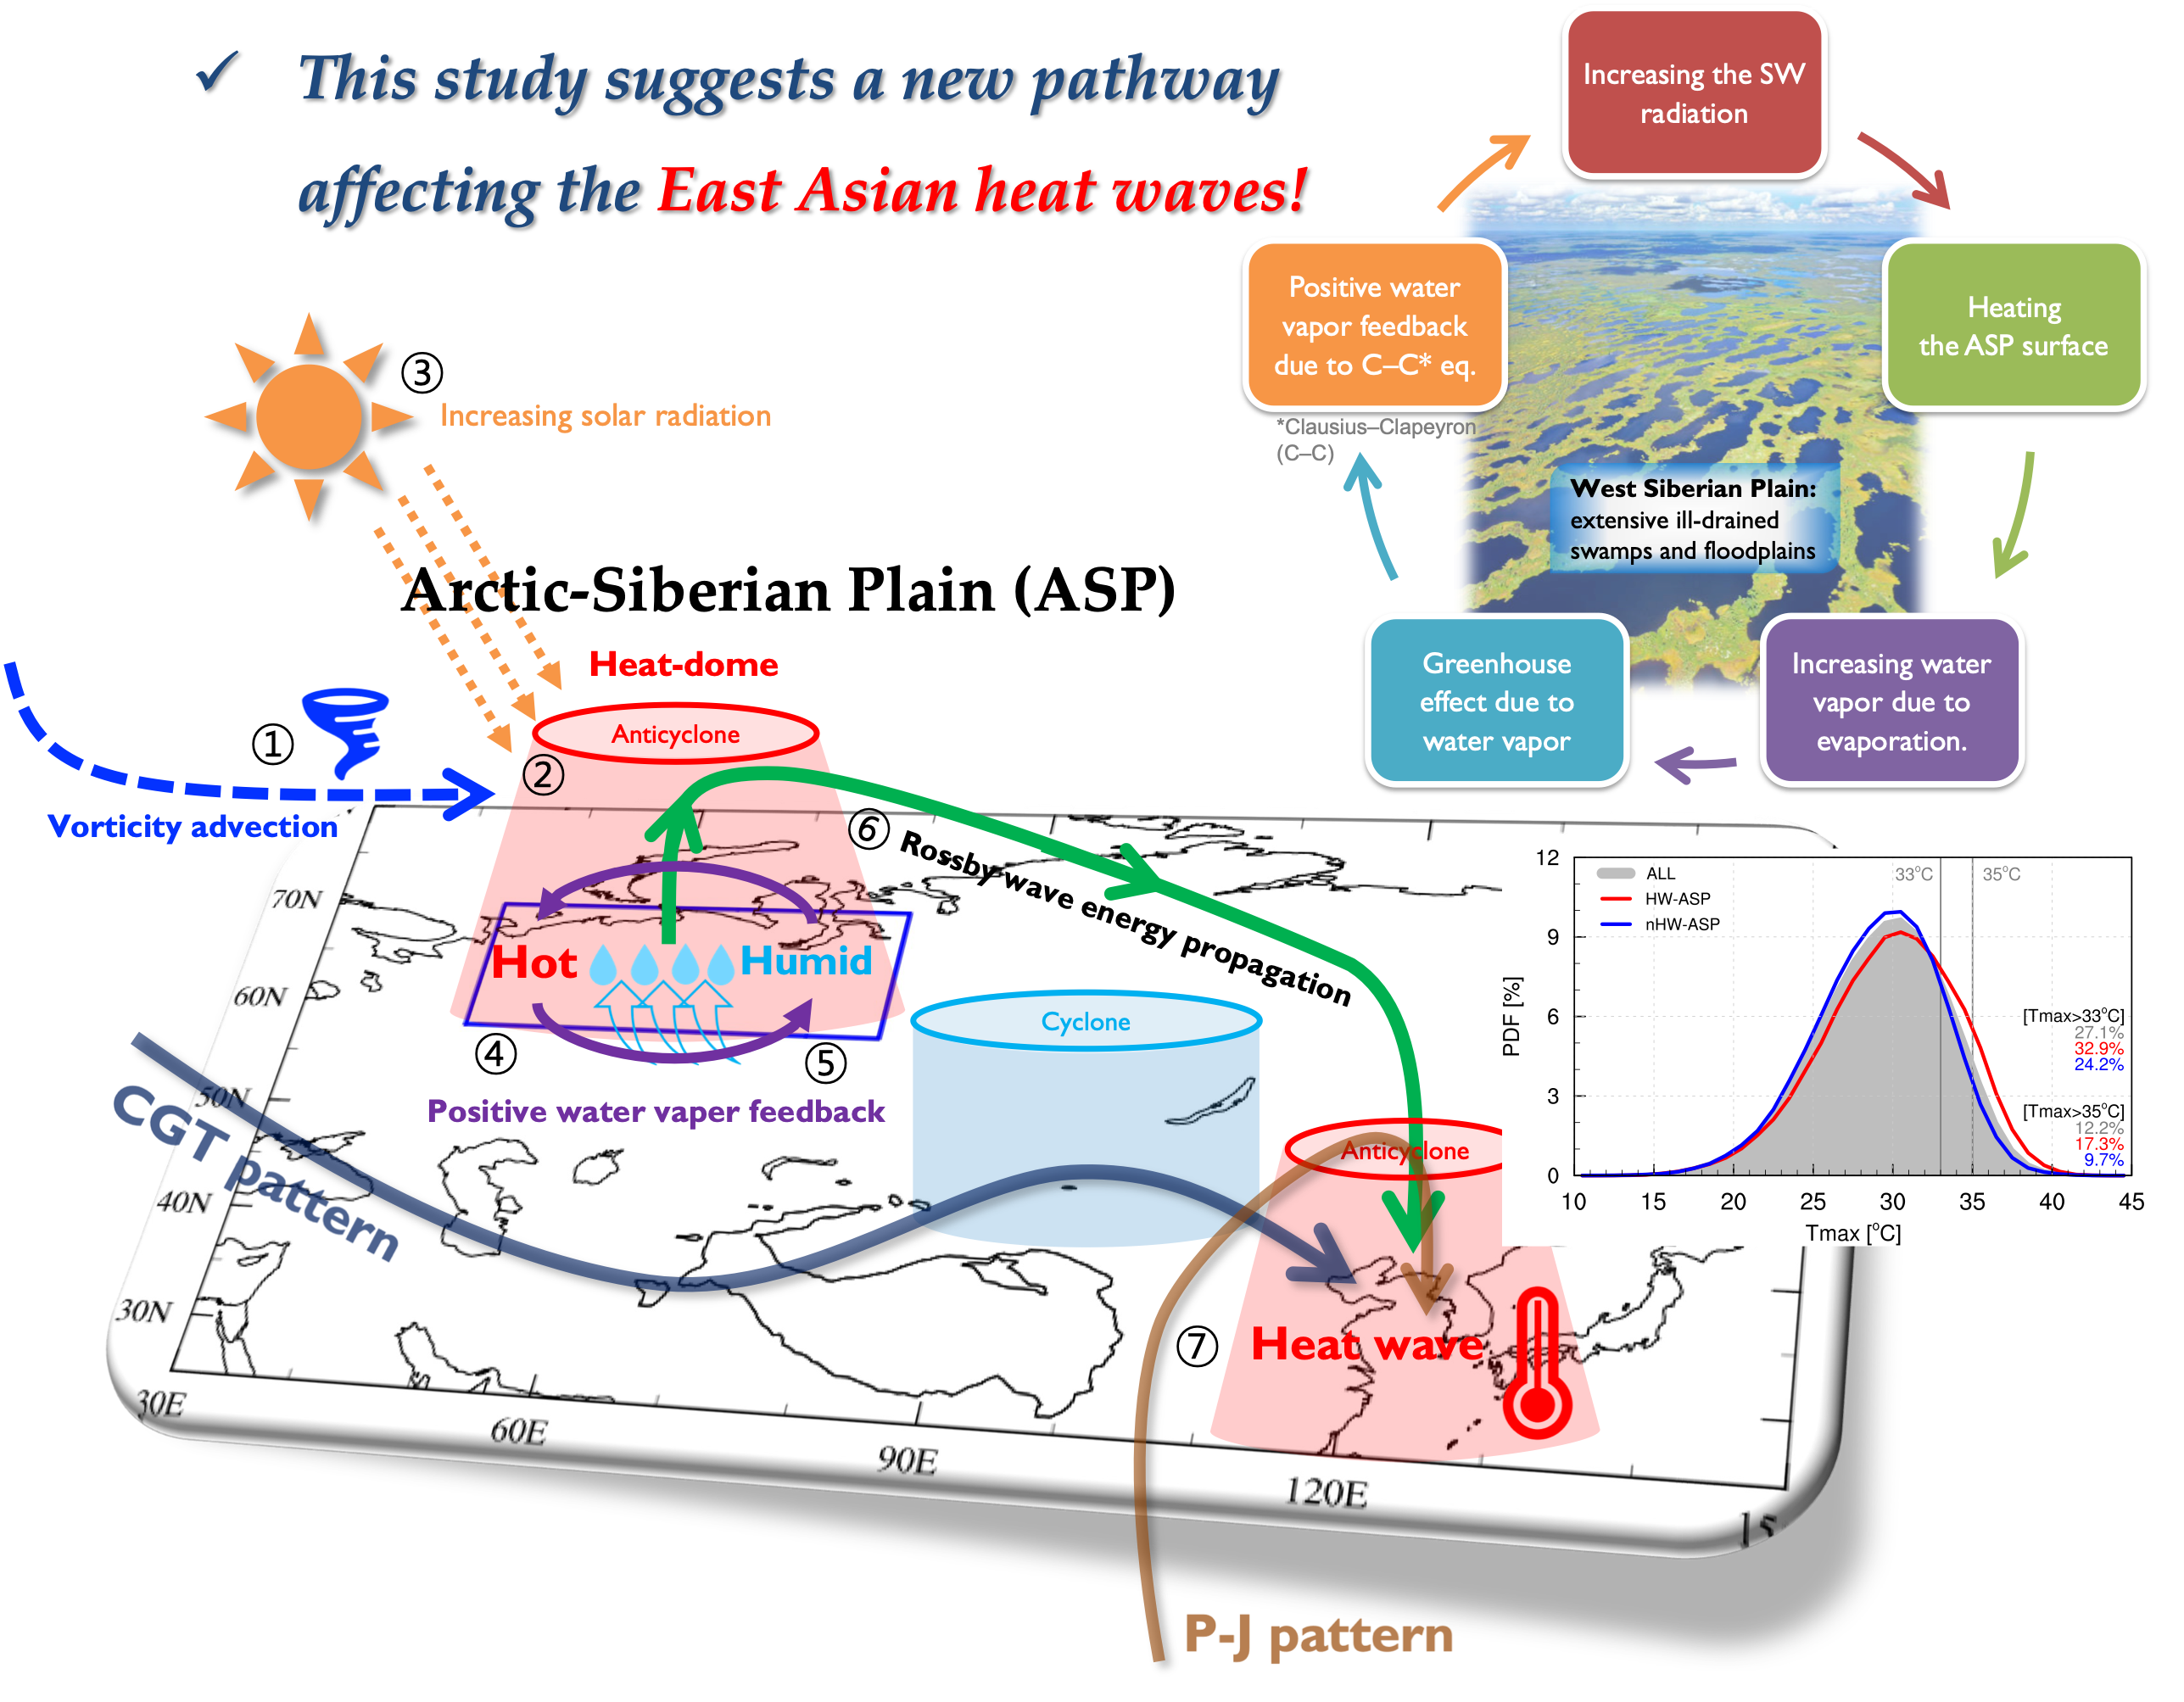 ✓ This study suggests a new pathway
affecting the East Asian heat waves!
Increasing the SW
radiation
Heating
the ASP surface
Increasing water
vapor due to
evaporation.
Greenhouse
effect due to
water vapor
Positive water
vapor feedback
due to C–C* eq.
*Clausius–Clapeyron
(C–C)
West Siberian Plain:
extensive ill-drained
swamps and floodplains
③
Increasing solar radiation
Arctic-Siberian Plain (ASP)
Heat-dome
Anticyclone
①
②
Vorticity advection
⑥
Rossby wave energy propagation
Hot
Humid
④
⑤
Positive water vaper feedback
Cyclone
CGT pattern
Anticyclone
⑦
Heat wave
P-J pattern
70N
60N
50N
40N
30N
30E
60E
90E
120E
15
ALL
HW-ASP
nHW-ASP
33°C
35°C
[Tmax>33°C]
27.1%
32.9%
24.2%
[Tmax>35°C]
12.2%
17.3%
9.7%
PDF [%]
12
9
6
3
0
10 15 20 25 30 35 40 45
Tmax [°C]